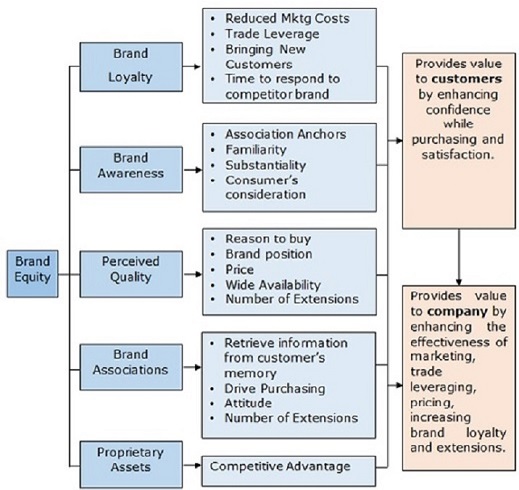 Brand
Equity
Brand
Loyalty
• Reduced Mktg Costs
• Trade Leverage
• Bringing New
Customers
• Time to respond to
competitor brand
Brand
Awareness
• Association Anchors
• Familiarity
• Substantiality
• Consumer's
consideration
Perceived
Quality
• Reason to buy
• Brand position
• Price
• Wide Availability
• Number of Extensions
Brand
Associations
• Retrieve information
from customer's
memory
• Drive Purchasing
• Attitude
• Number of Extensions
Proprietary
Assets
Competitive Advantage
Provides value
to customers
by enhancing
confidence
while
purchasing and
satisfaction.
Provides value
to company by
enhancing the
effectiveness of
marketing,
trade
leveraging,
pricing,
increasing
brand loyalty
and extensions.